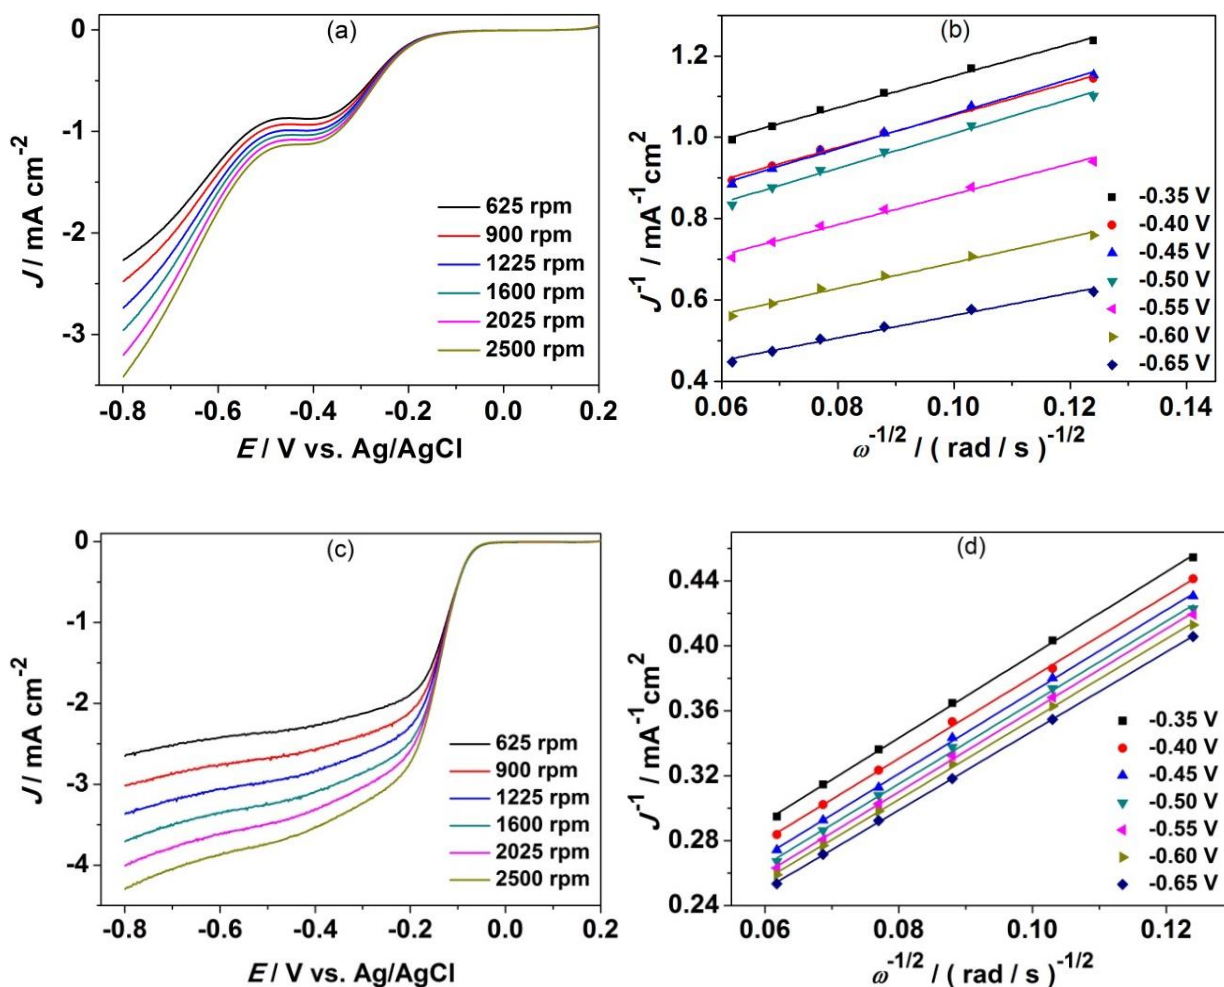 (a)
0
-1
-2
-3
J / mA cm-2
625 rpm
900 rpm
1225 rpm
1600 rpm
2025 rpm
2500 rpm
-0.8 -0.6 -0.4 -0.2 0.0 0.2
E / V vs. Ag/AgCl
(b)
1.2
1.0
0.8
0.6
0.4
J-1 / mA-1cm2
-0.35 V
-0.40 V
-0.45 V
-0.50 V
-0.55 V
-0.60 V
-0.65 V
0.06 0.08 0.10 0.12 0.14
ω-1/2 / ( rad / s )-1/2
(c)
0
-1
-2
-3
-4
J / mA cm-2
625 rpm
900 rpm
1225 rpm
1600 rpm
2025 rpm
2500 rpm
-0.8 -0.6 -0.4 -0.2 0.0 0.2
E / V vs. Ag/AgCl
(d)
0.44
0.40
0.36
0.32
0.28
0.24
J-1 / mA-1cm2
-0.35 V
-0.40 V
-0.45 V
-0.50 V
-0.55 V
-0.60 V
-0.65 V
0.06 0.08 0.10 0.12
ω-1/2 / ( rad / s )-1/2